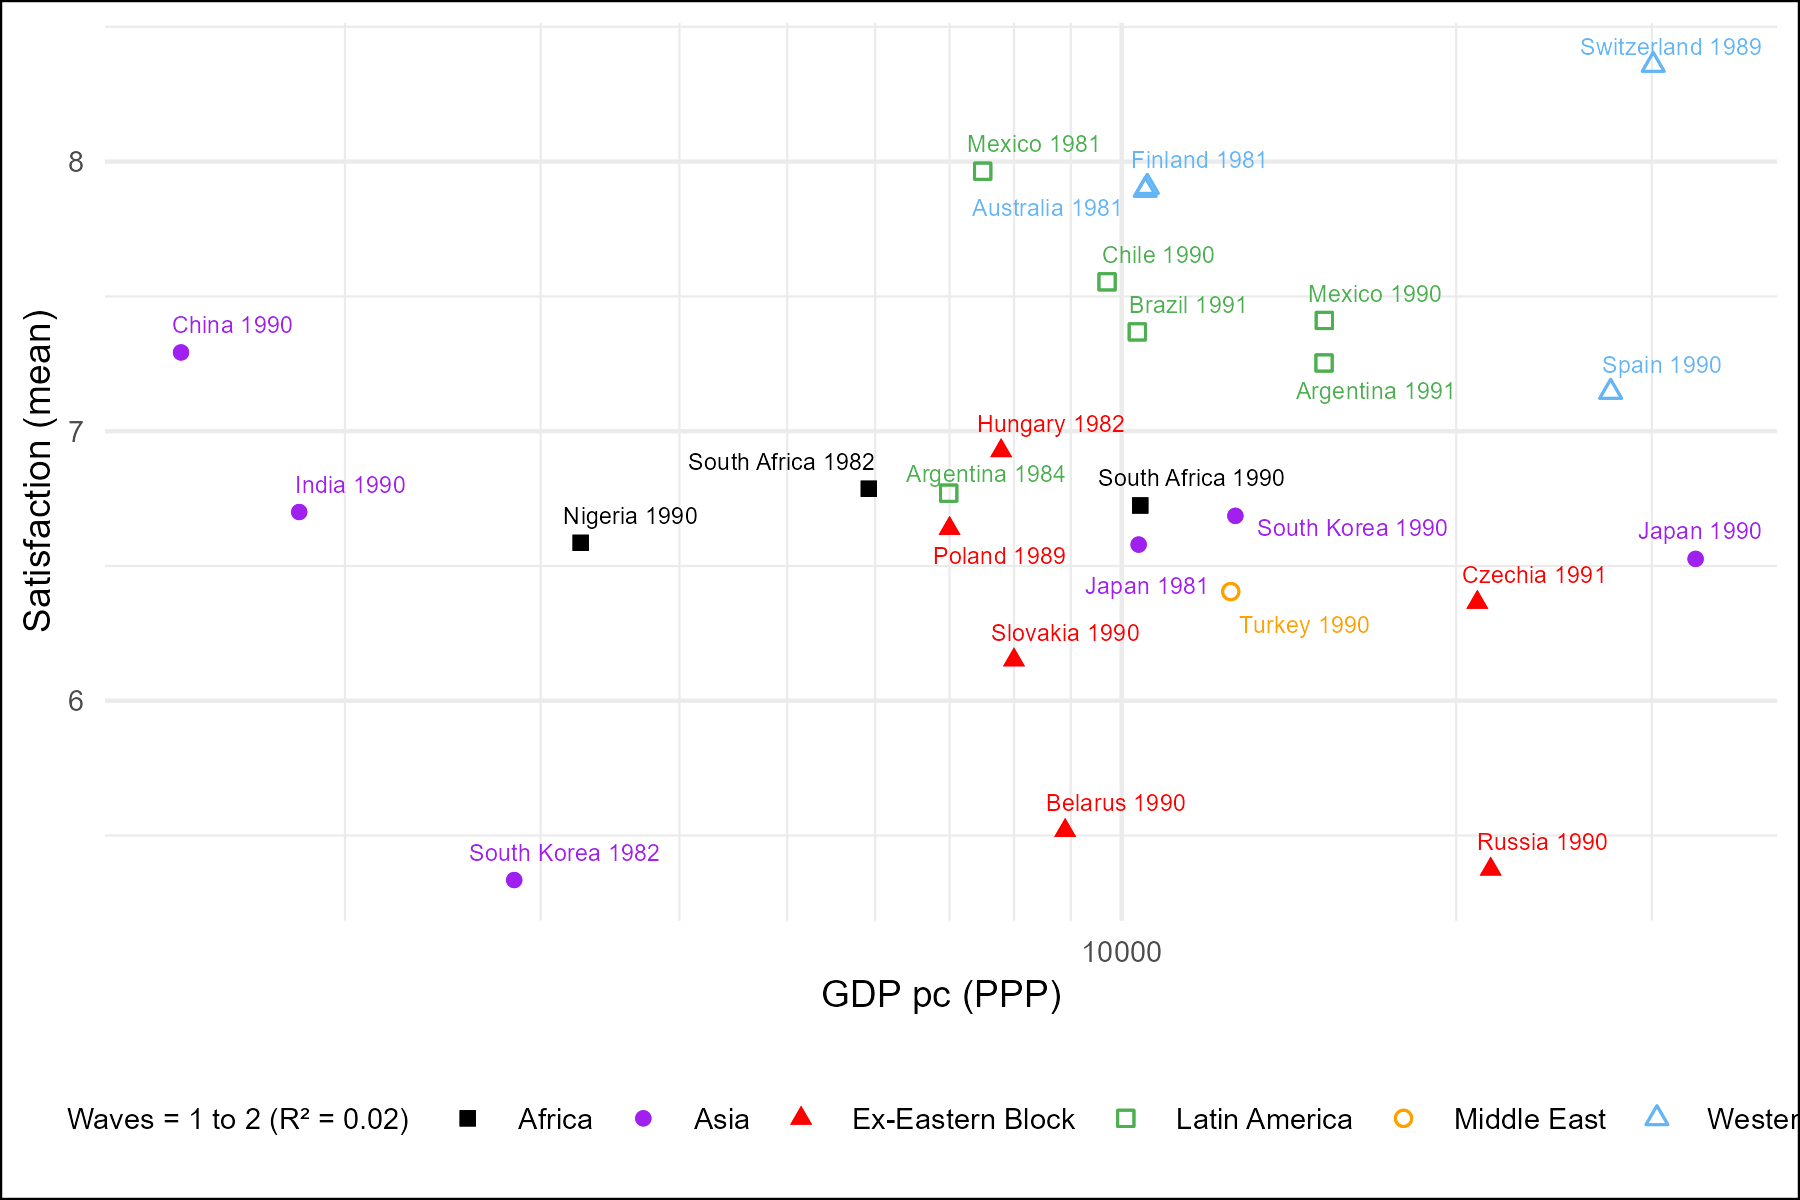 Switzerland 1989
Mexico 1981
Finland 1981
8
Australia 1981
Chile 1990
Mexico 1990
Brazil 1991
China 1990
Spain 1990
Argentina 1991
Satisfaction (mean)
7
Hungary 1982
South Africa 1982
Argentina 1984
South Africa 1990
India 1990
Nigeria 1990
South Korea 1990
Japan 1990
Poland 1989
Czechia 1991
Japan 1981
Turkey 1990
Slovakia 1990
6
Belarus 1990
Russia 1990
South Korea 1982
10000
GDP pc (PPP)
Waves = 1 to 2 (R² = 0.02) Africa Asia Ex-Eastern Block Latin America Middle East Wester